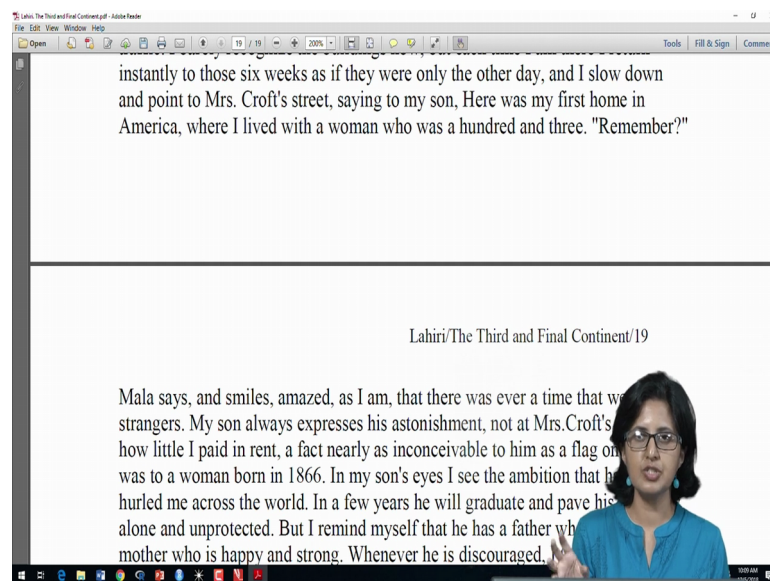 Lahiri. The Third and Final Continent.pdf - Adobe Reader
File Edit View Window Help
Open 19 / 19 200% Tools Fill & Sign Comme
instantly to those six weeks as if they were only the other day, and I slow down
and point to Mrs. Croft's street, saying to my son, Here was my first home in
America, where I lived with a woman who was a hundred and three. "Remember?"
Lahiri/The Third and Final Continent/19
Mala says, and smiles, amazed, as I am, that there was ever a time that we
strangers. My son always expresses his astonishment, not at Mrs.Croft's
how little I paid in rent, a fact nearly as inconceivable to him as a flag on
was to a woman born in 1866. In my son's eyes I see the ambition that h
hurled me across the world. In a few years he will graduate and pave his
alone and unprotected. But I remind myself that he has a father wh
mother who is happy and strong. Whenever he is discouraged,
10:09 AM